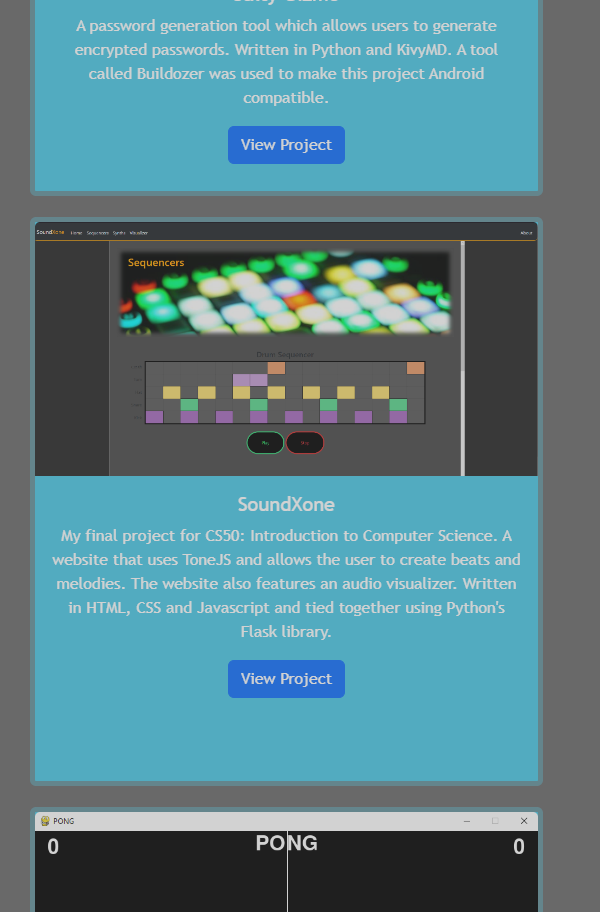 A password generation tool which allows users to generate
encrypted passwords. Written in Python and KivyMD. A tool
called Buildozer was used to make this project Android
compatible.
View Project
SoundXone Home Sequencers Synths Visualizer About
Sequencers
Drum Sequencer
SoundXone
My final project for CS50: Introduction to Computer Science. A
website that uses ToneJS and allows the user to create beats and
melodies. The website also features an audio visualizer. Written
in HTML, CSS and Javascript and tied together using Python's
Flask library.
View Project
PONG
0 PONG 0